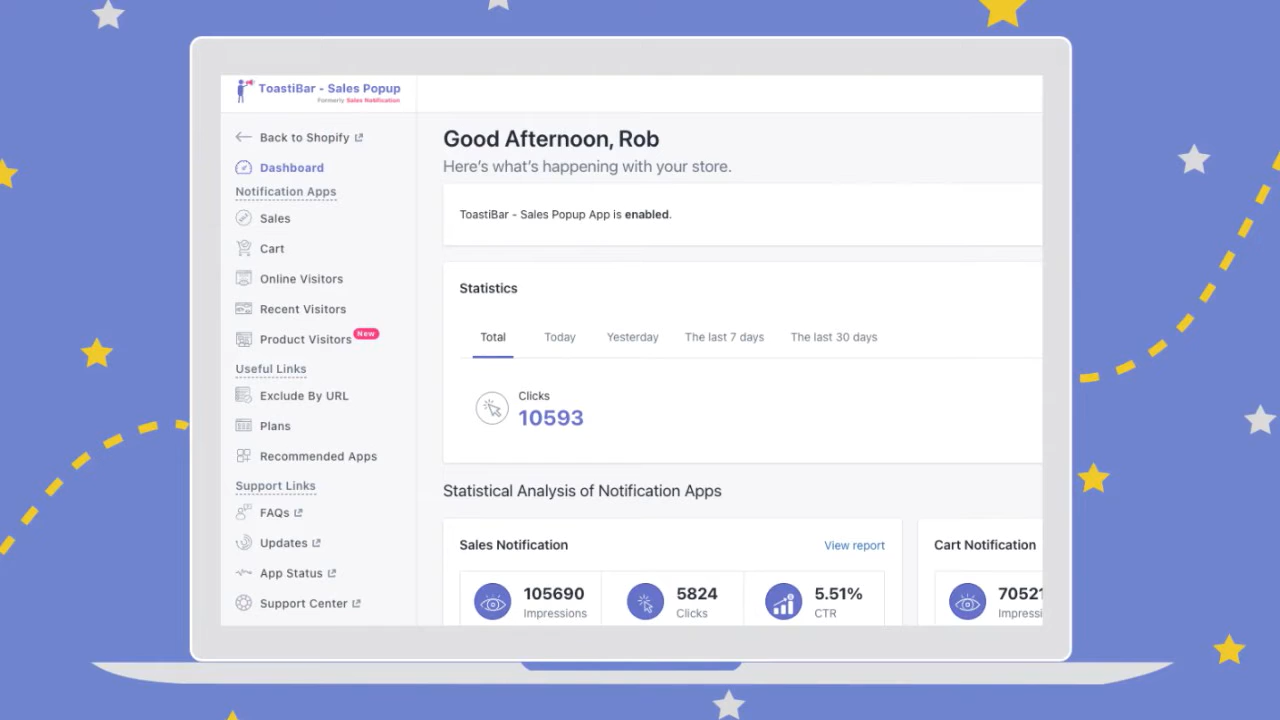 ToastiBar - Sales Popup
Formerly Sales Notification
Back to Shopify
Dashboard
Notification Apps
Sales
Cart
Online Visitors
Recent Visitors
Product Visitors New
Useful Links
Exclude By URL
Plans
Recommended Apps
Support Links
FAQs
Updates
App Status
Support Center
Good Afternoon, Rob
Here's what's happening with your store.
ToastiBar - Sales Popup App is enabled.
Statistics
Total Today Yesterday The last 7 days The last 30 days
Clicks
10593
Statistical Analysis of Notification Apps
Sales Notification View report
105690 5824 5.51%
Impressions Clicks CTR
Cart Notification
70521
Impressi